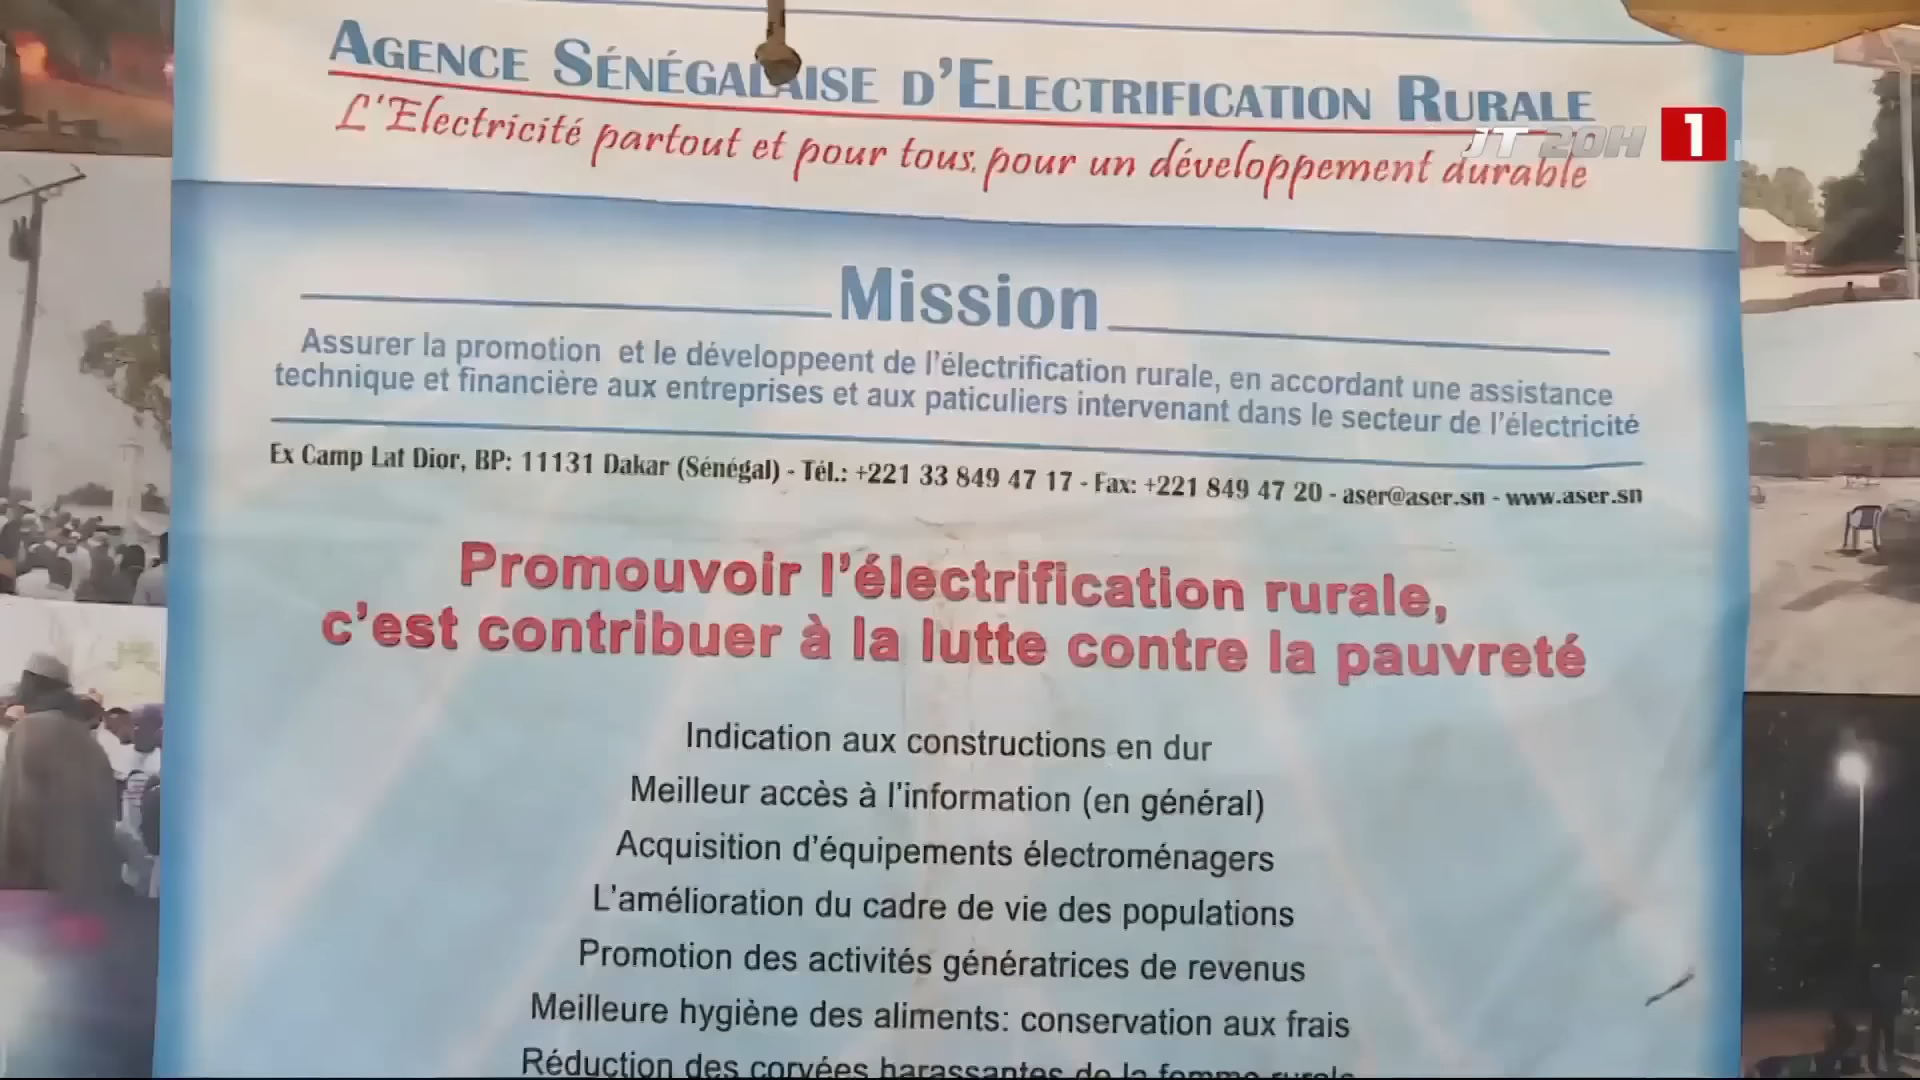 AGENCE SÉNÉGALAISE D'ELECTRIFICATION RURALE
L'Electricité partout et pour tous, pour un développement durable
JT 20H 1
Mission
Assurer la promotion et le développeent de l'électrification rurale, en accordant une assistance
technique et financière aux entreprises et aux paticuliers intervenant dans le secteur de l'électricité
Ex Camp Lat Dior, BP: 11131 Dakar (Sénégal) - Tél.: +221 33 849 47 17 - Fax: +221 849 47 20 - aser@aser.sn - www.aser.sn
Promouvoir l'électrification rurale,
c'est contribuer à la lutte contre la pauvreté
Indication aux constructions en dur
Meilleur accès à l'information (en général)
Acquisition d'équipements électroménagers
L'amélioration du cadre de vie des populations
Promotion des activités génératrices de revenus
Meilleure hygiène des aliments: conservation aux frais
Réduction des corvées harassantes de la femme rurale